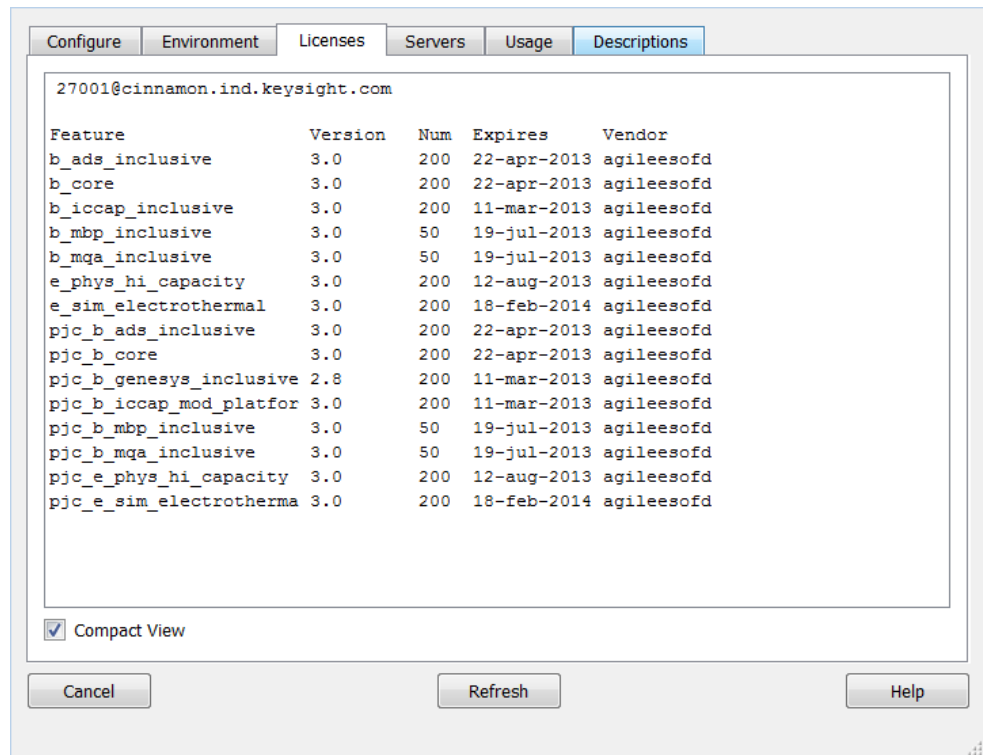 Configure Environment Licenses Servers Usage Descriptions
27001@cinnamon.ind.keysight.com
Feature Version Num Expires Vendor
b_ads_inclusive 3.0 200 22-apr-2013 agileesofd
b_core 3.0 200 22-apr-2013 agileesofd
b_iccap_inclusive 3.0 200 11-mar-2013 agileesofd
b_mbp_inclusive 3.0 50 19-jul-2013 agileesofd
b_mqa_inclusive 3.0 50 19-jul-2013 agileesofd
e_phys_hi_capacity 3.0 200 12-aug-2013 agileesofd
e_sim_electrothermal 3.0 200 18-feb-2014 agileesofd
pjc_b_ads_inclusive 3.0 200 22-apr-2013 agileesofd
pjc_b_core 3.0 200 22-apr-2013 agileesofd
pjc_b_genesys_inclusive 2.8 200 11-mar-2013 agileesofd
pjc_b_iccap_mod_platfor 3.0 200 11-mar-2013 agileesofd
pjc_b_mbp_inclusive 3.0 50 19-jul-2013 agileesofd
pjc_b_mqa_inclusive 3.0 50 19-jul-2013 agileesofd
pjc_e_phys_hi_capacity 3.0 200 12-aug-2013 agileesofd
pjc_e_sim_electrotherma 3.0 200 18-feb-2014 agileesofd
Compact View
Cancel Refresh Help